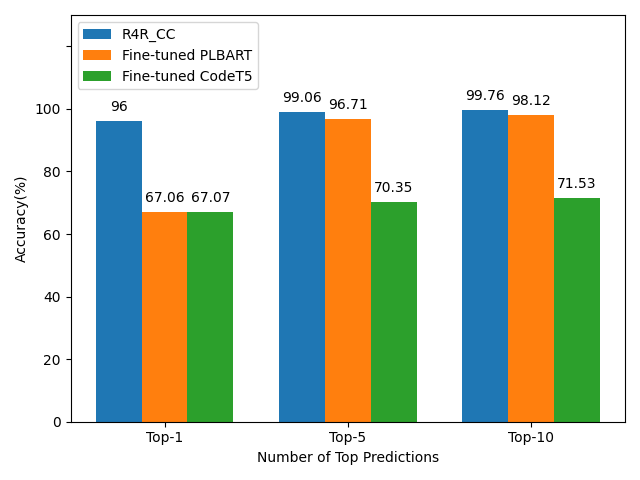 R4R_CC
Fine-tuned PLBART
Fine-tuned CodeT5
96
67.06
67.07
99.06
96.71
70.35
99.76
98.12
71.53
100
80
60
40
20
0
Accuracy(%)
Top-1
Top-5
Top-10
Number of Top Predictions